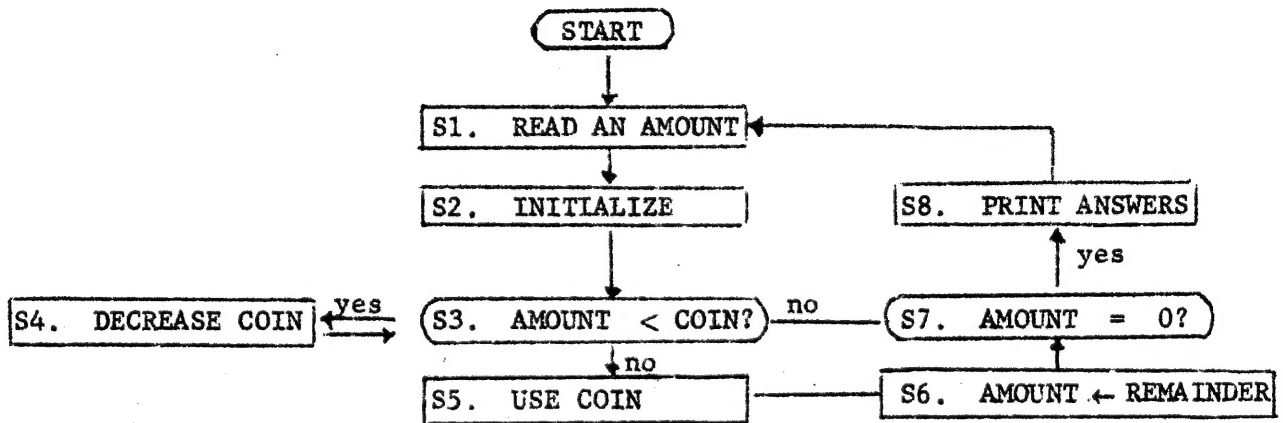 START
S1. READ AN AMOUNT
S2. INITIALIZE
S8. PRINT ANSWERS
yes
S4. DECREASE COIN
yes
S3. AMOUNT < COIN?
no
S7. AMOUNT = 0?
no
S5. USE COIN
S6. AMOUNT ← REMAINDER